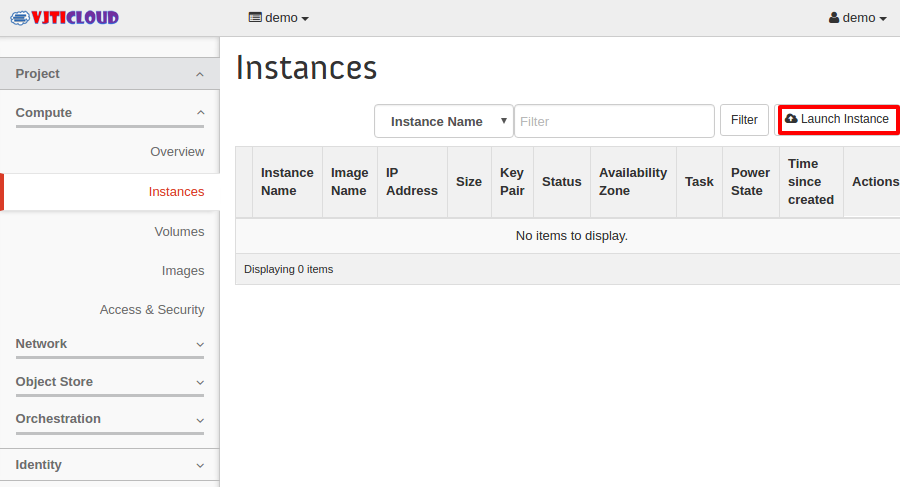 VJTICLOUD
demo
demo
Project
Compute
Overview
Instances
Volumes
Images
Access & Security
Network
Object Store
Orchestration
Identity
Instances
Instance Name
Filter
Filter
Launch Instance
Instance
Name
Image
Name
IP
Address
Size
Key
Pair
Status
Availability
Zone
Task
Power
State
Time
since
created
Actions
No items to display.
Displaying 0 items